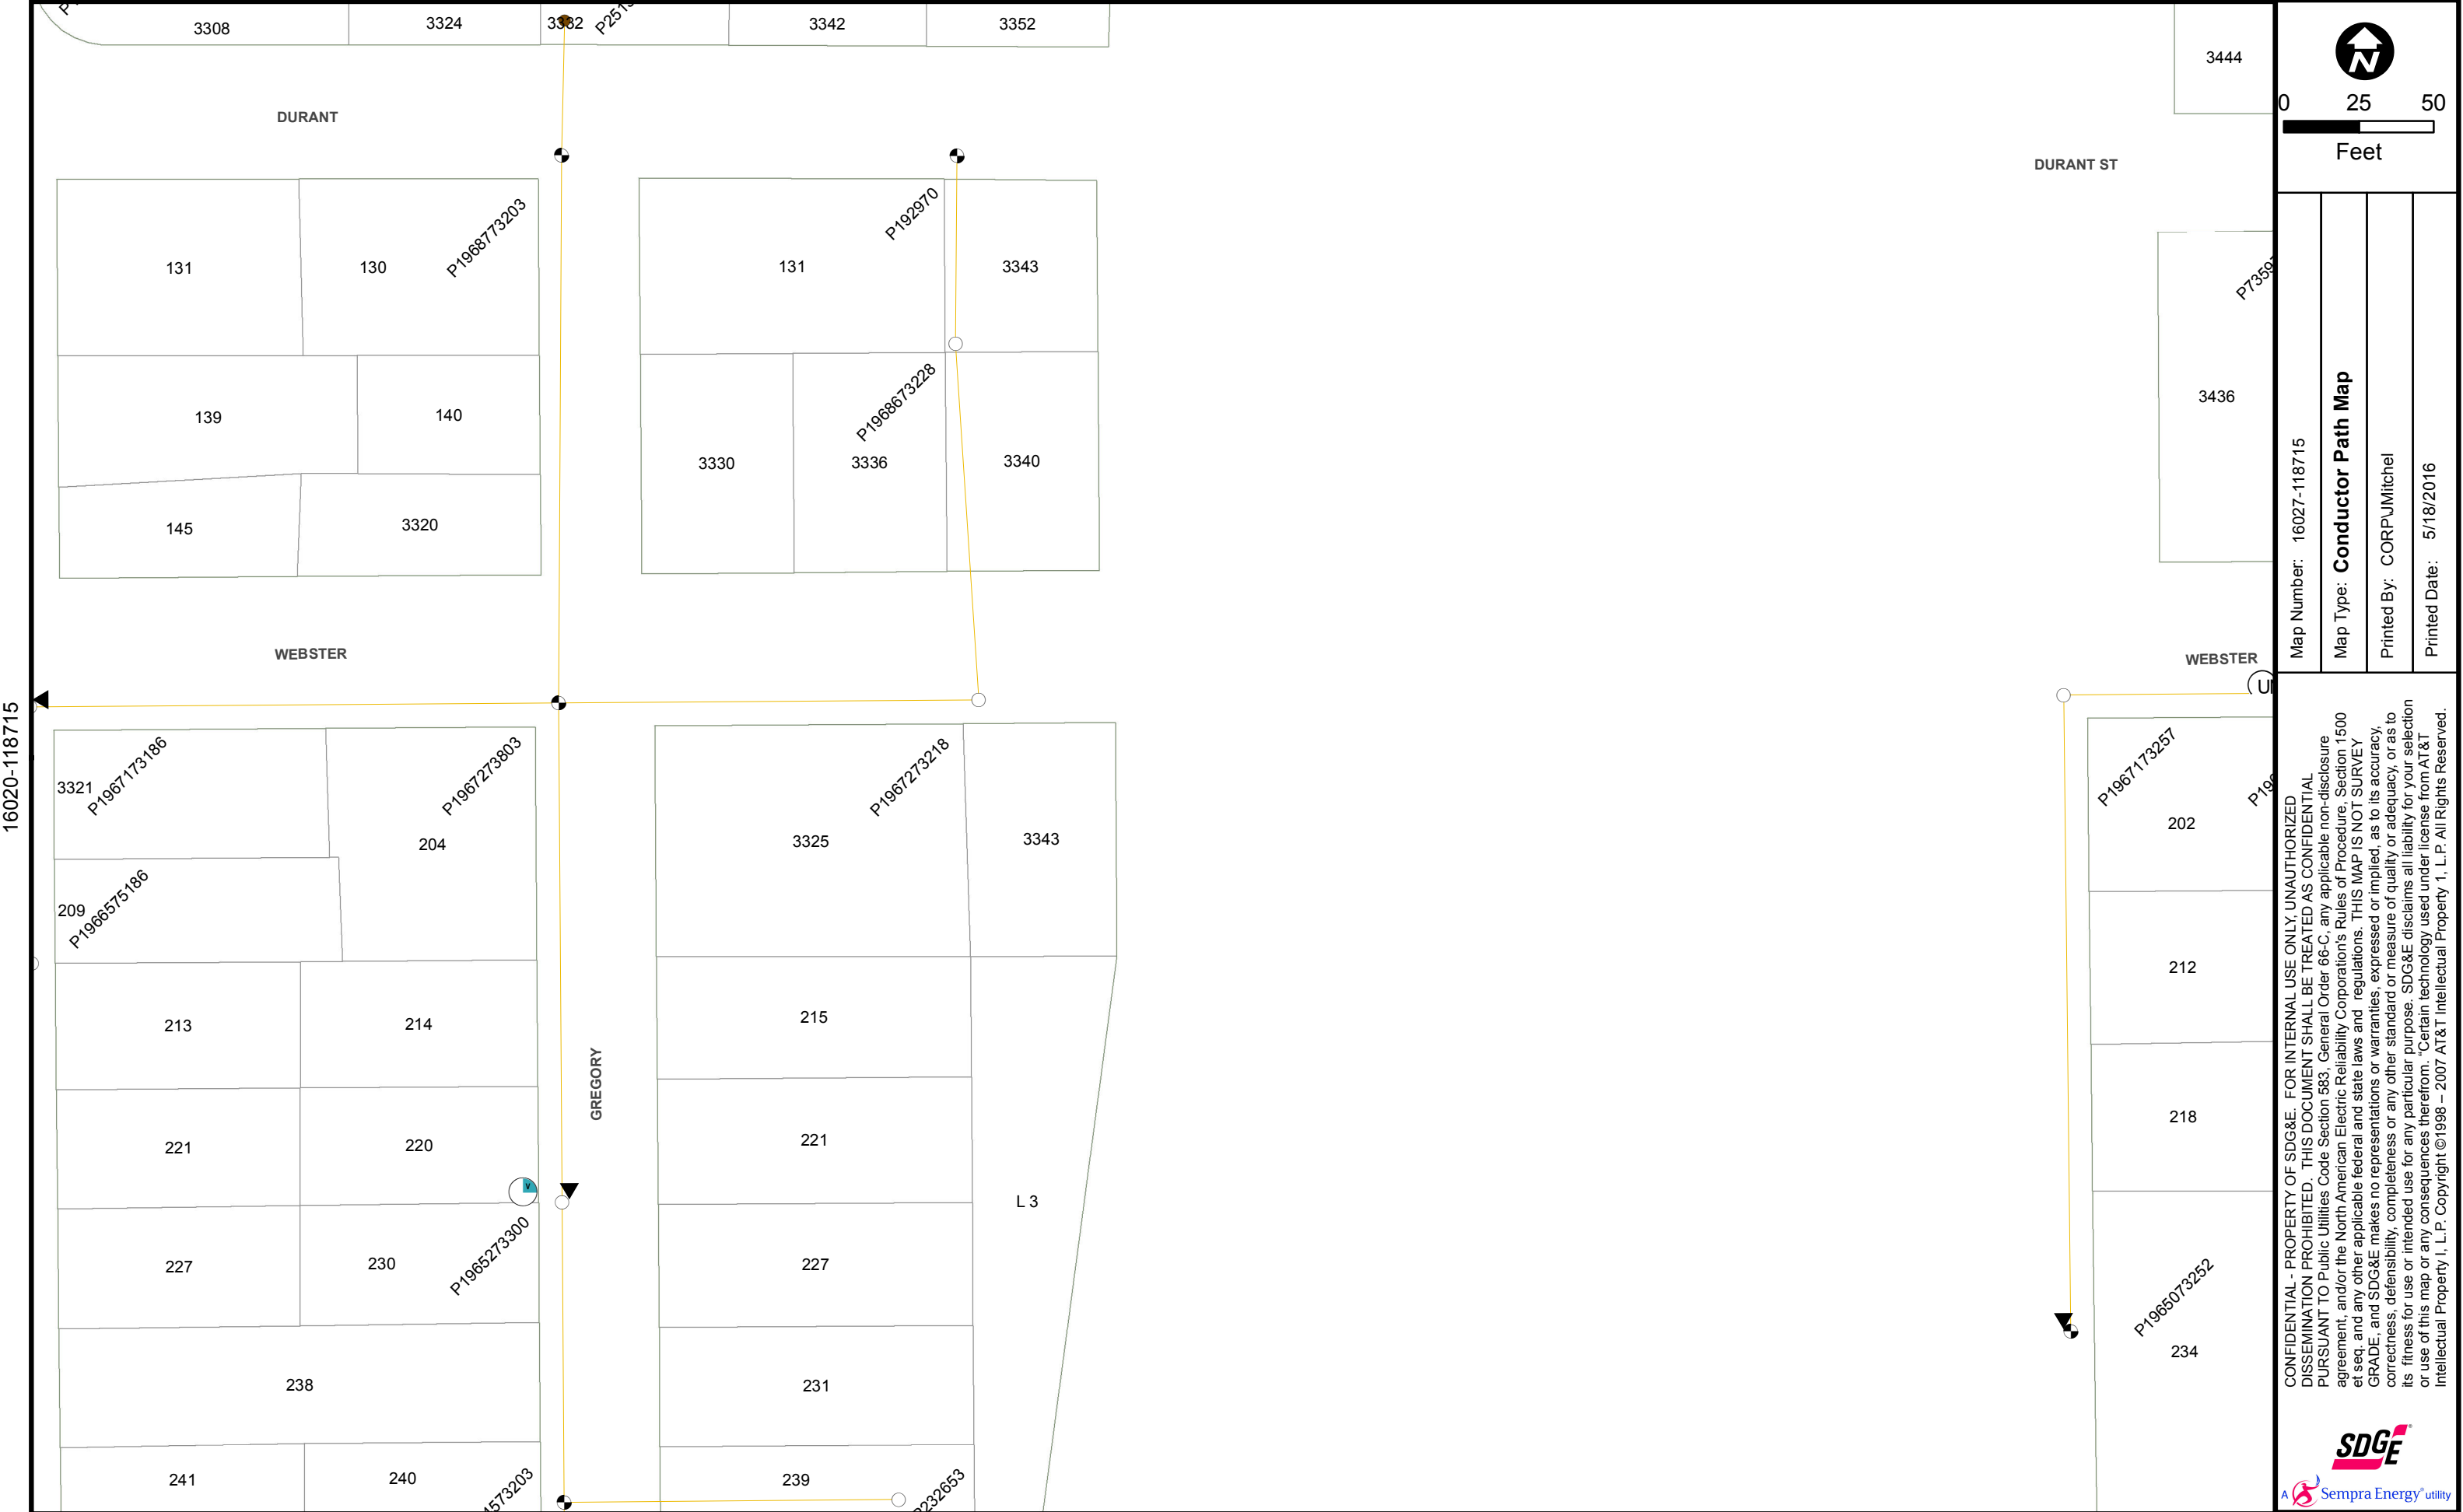 3308
3324
3332
3342
3352
3444
DURANT
DURANT ST
131
130
P1968773203
131
P192970
3343
3436
139
140
3330
P1968673228
3336
3340
145
3320
WEBSTER
WEBSTER
16020-118715
3321
P1967173186
P1967273803
204
209
P1966575186
3325
P1967273218
3343
P1967173257
202
213
214
215
212
GREGORY
221
220
221
218
V
L 3
227
230
P1965273300
227
P1965073252
234
238
231
241
240
239
N
0 25 50
Feet
Map Number: 16027-118715
Map Type: Conductor Path Map
Printed By: CORP\JMitchel
Printed Date: 5/18/2016
CONFIDENTIAL - PROPERTY OF SDG&E. FOR INTERNAL USE ONLY, UNAUTHORIZED
DISSEMINATION PROHIBITED. THIS DOCUMENT SHALL BE TREATED AS CONFIDENTIAL
PURSUANT TO Public Utilities Code Section 583, General Order 66-C, any applicable non-disclosure
agreement, and/or the North American Electric Reliability Corporation's Rules of Procedure, Section 1500
et seq. and any other applicable federal and state laws and regulations. THIS MAP IS NOT SURVEY
GRADE, and SDG&E makes no representations or warranties, expressed or implied, as to its accuracy,
correctness, defensibility, completeness or any other standard or measure of quality or adequacy, or as to
its fitness for use or intended use for any particular purpose. SDG&E disclaims all liability for your selection
or use of this map or any consequences therefrom. "Certain technology used under license from AT&T
Intellectual Property I, L.P. Copyright ©1998 – 2007 AT&T Intellectual Property 1, L.P. All Rights Reserved.
SDGE®
A Sempra Energy® utility